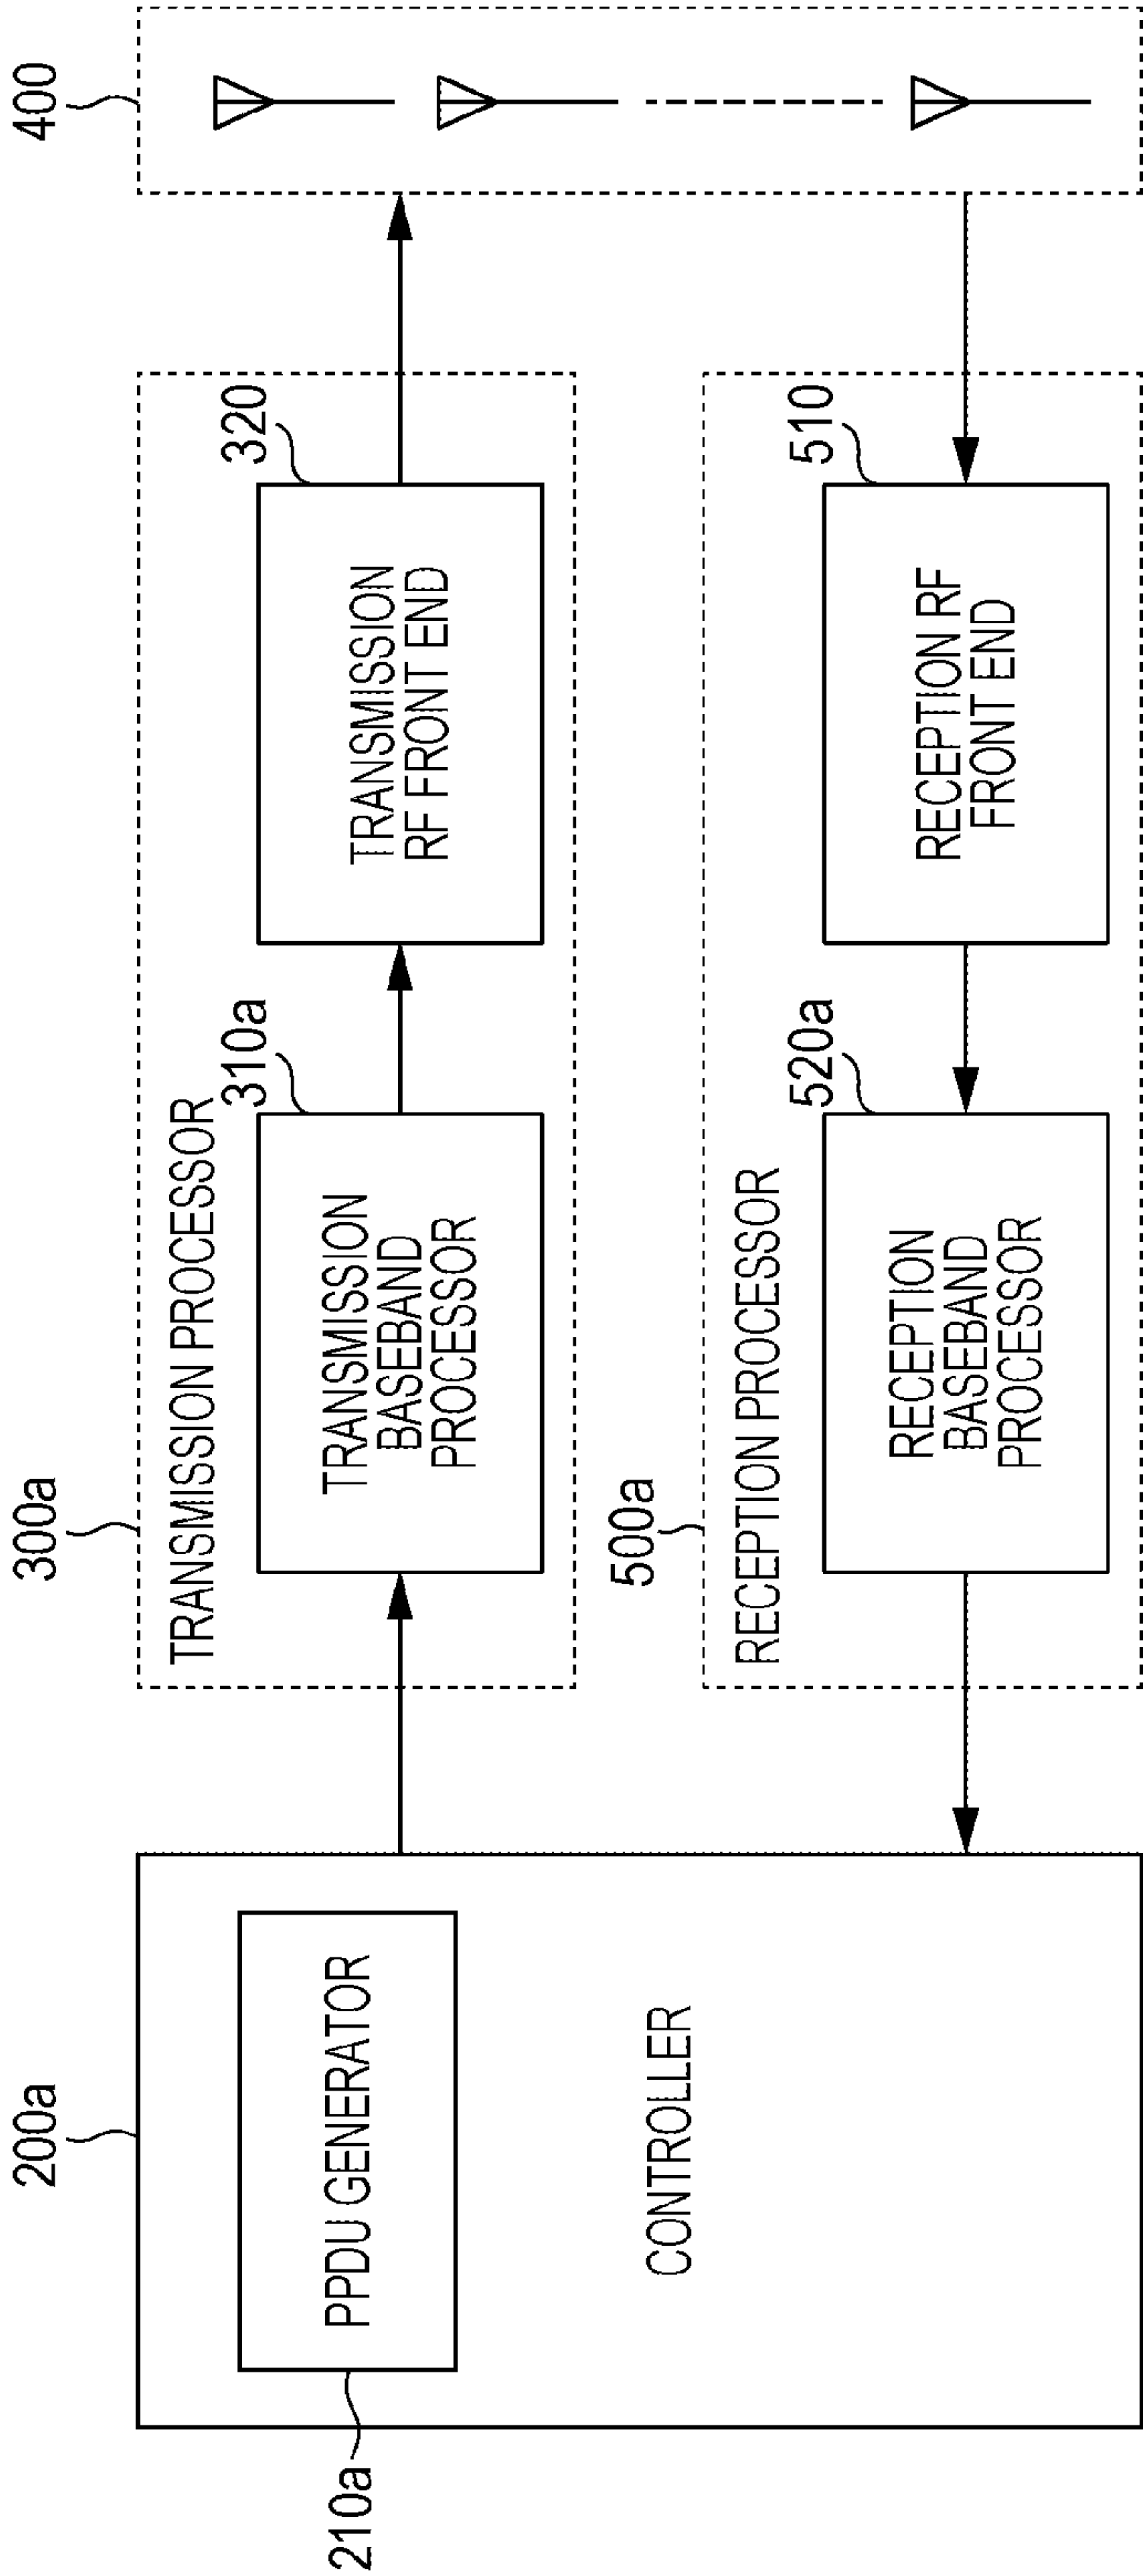 200a
300a
400
TRANSMISSION PROCESSOR
310a
320
PPDU GENERATOR
TRANSMISSION
BASEBAND
PROCESSOR
TRANSMISSION
RF FRONT END
210a
CONTROLLER
500a
RECEPTION PROCESSOR
520a
510
RECEPTION
BASEBAND
PROCESSOR
RECEPTION RF
FRONT END